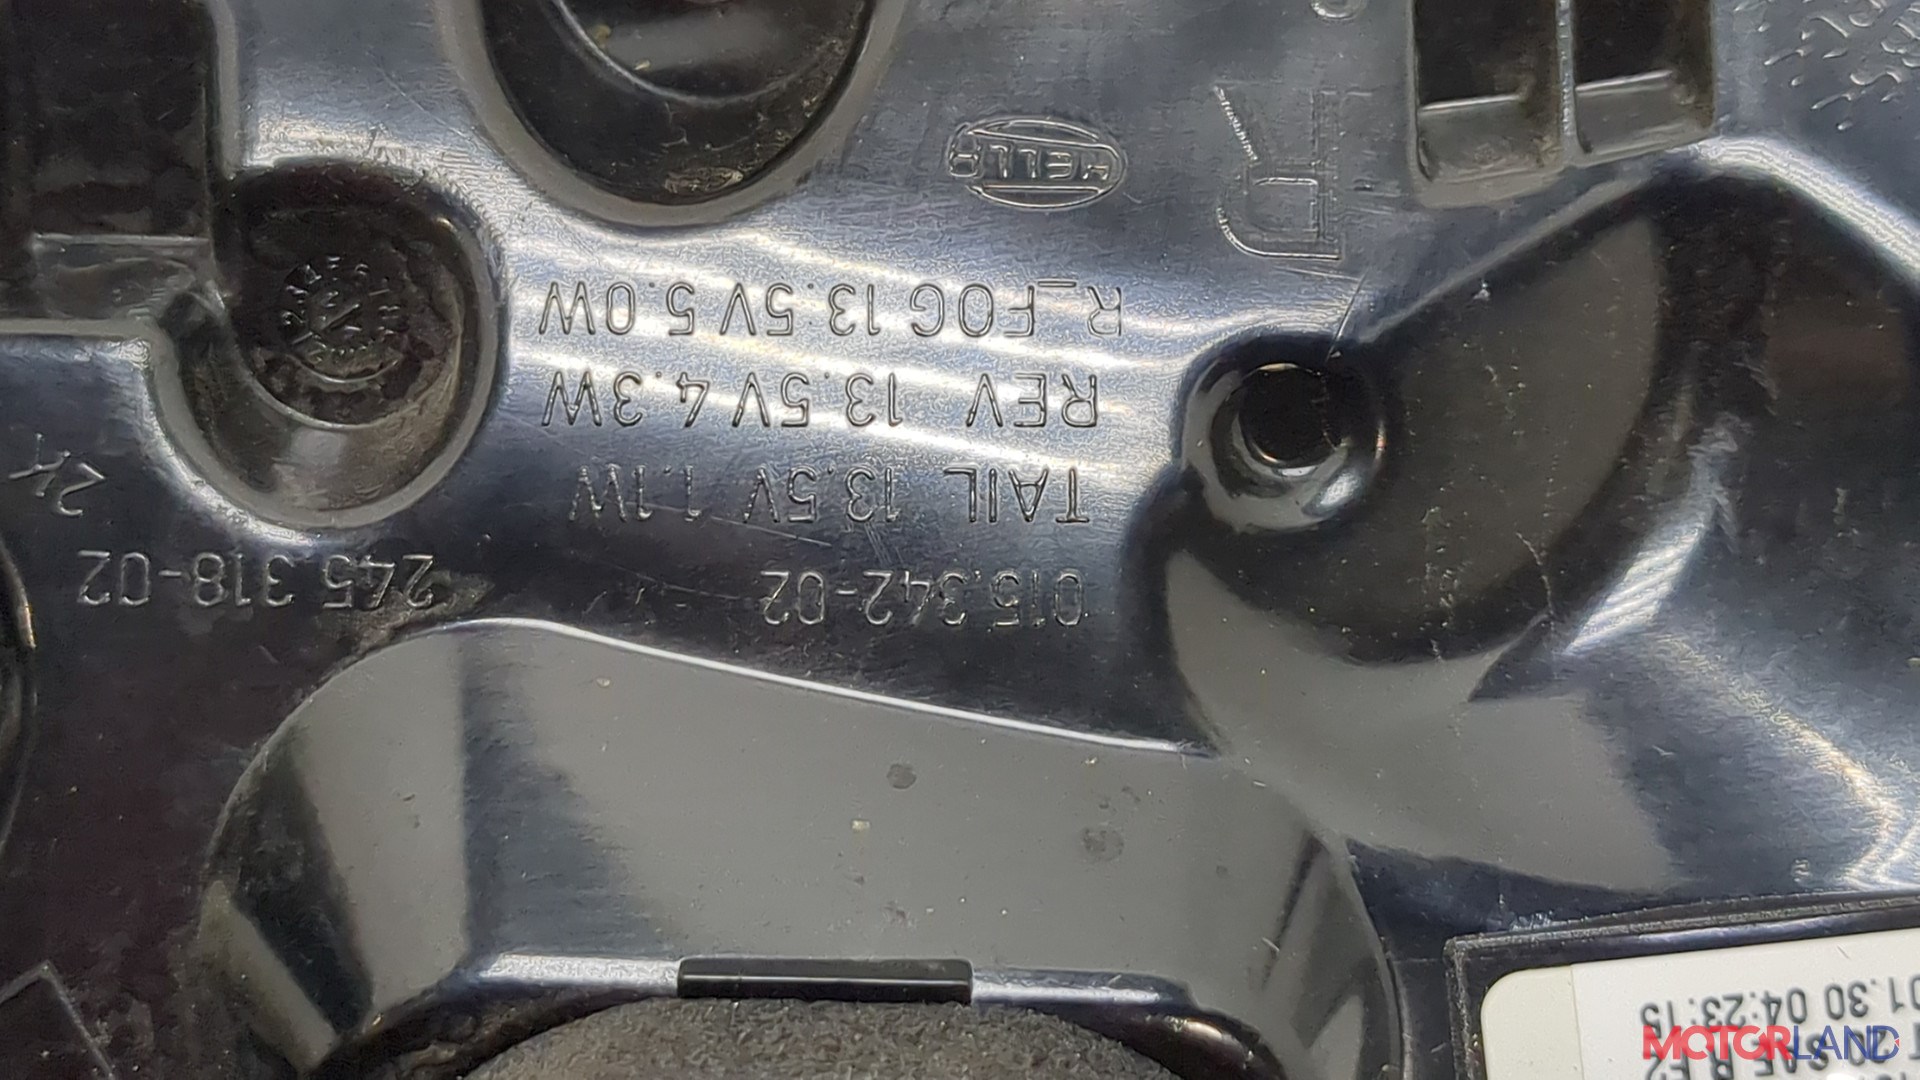 01.30 04:23:15
015.342-02
245.318-02
TAIL 13.5V 1.1W
REV 13.5V 4.3W
R_FOG 13.5V 5.0W
R
HELLA
MOTORLAND